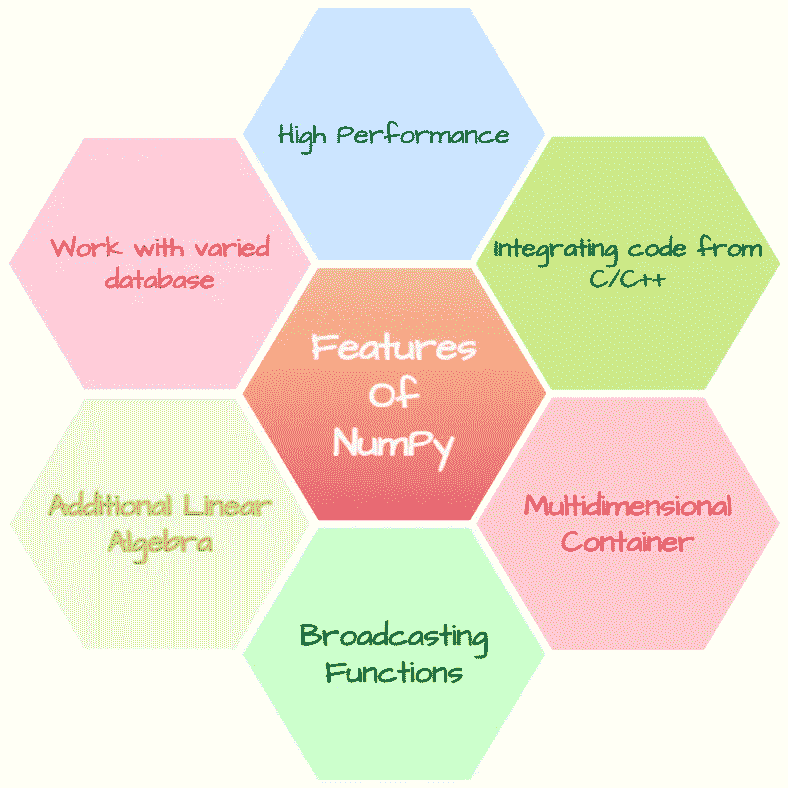 High Performance
Work with varied
database
Integrating code from
C/C++
Features
Of
NumPy
Additional Linear
Algebra
Multidimensional
Container
Broadcasting
Functions